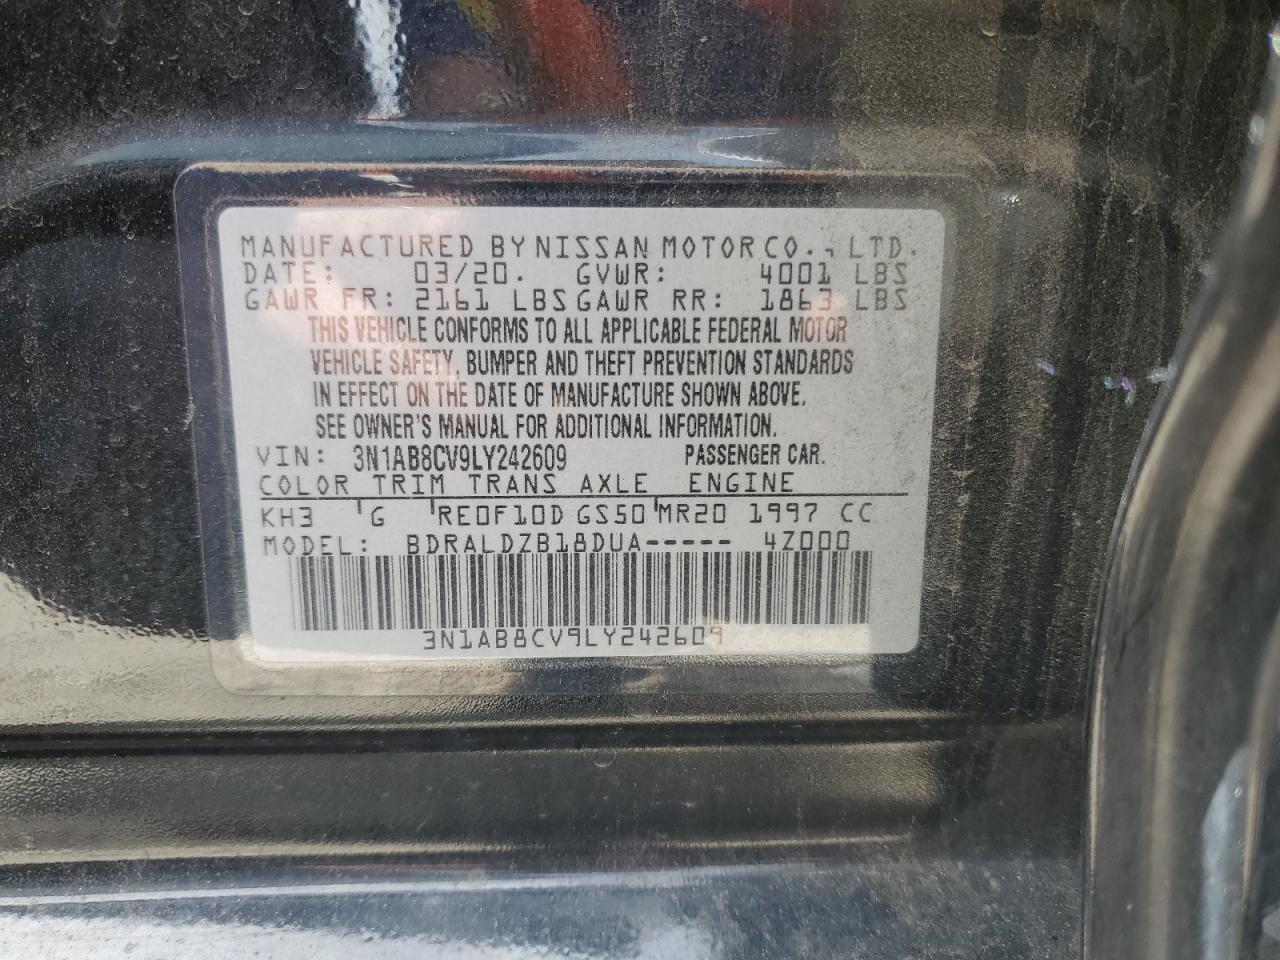 MANUFACTURED BY NISSAN MOTOR CO., LTD.
DATE: 03/20. GVWR: 4001 LBS
GAWR FR: 2161 LBS GAWR RR: 1863 LBS
THIS VEHICLE CONFORMS TO ALL APPLICABLE FEDERAL MOTOR
VEHICLE SAFETY, BUMPER AND THEFT PREVENTION STANDARDS
IN EFFECT ON THE DATE OF MANUFACTURE SHOWN ABOVE.
SEE OWNER'S MANUAL FOR ADDITIONAL INFORMATION.
VIN: 3N1AB8CV9LY242609 PASSENGER CAR.
COLOR TRIM TRANS AXLE ENGINE
KH3 G RE0F10D GS50 MR20 1997 CC
MODEL: BDRALDZB18DUA----- 4Z000
3N1AB8CV9LY242609